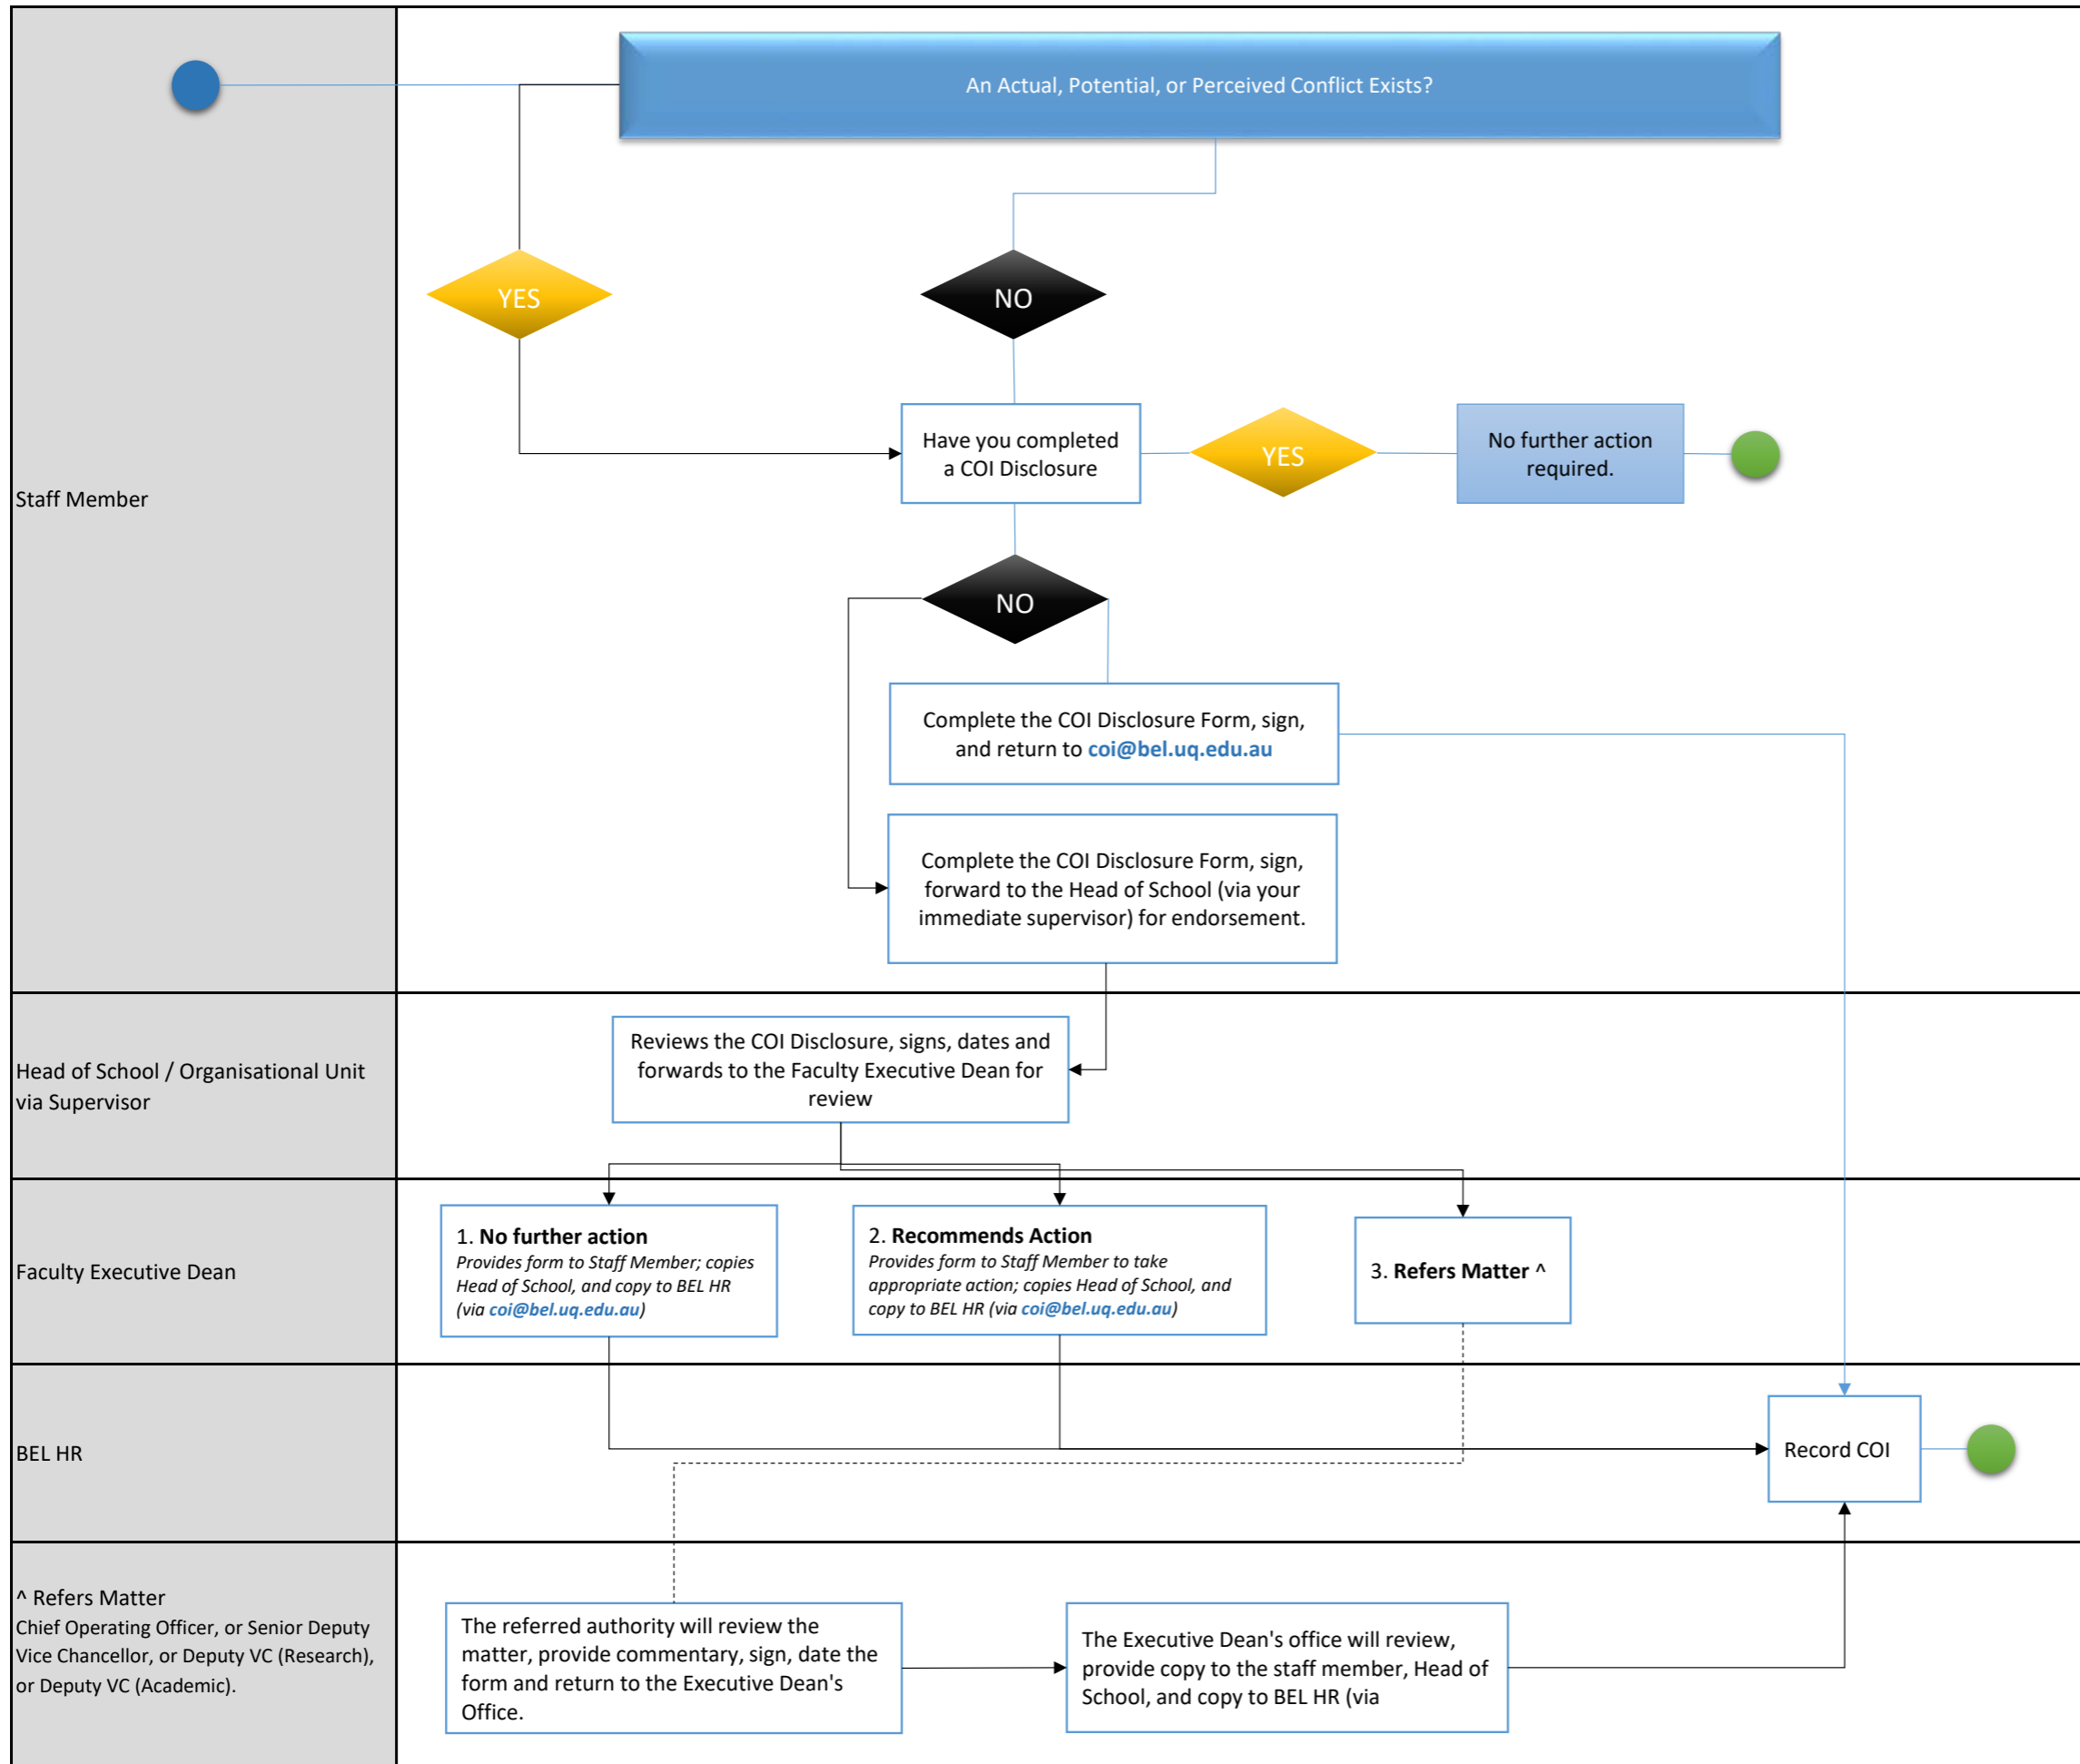 An Actual, Potential, or Perceived Conflict Exists?
YES
NO
Have you completed
a COI Disclosure
YES
No further action
required.
Staff Member
NO
Complete the COI Disclosure Form, sign,
and return to coi@bel.uq.edu.au
Complete the COI Disclosure Form, sign,
forward to the Head of School (via your
immediate supervisor) for endorsement.
Head of School / Organisational Unit
via Supervisor
Reviews the COI Disclosure, signs, dates and
forwards to the Faculty Executive Dean for
review
Faculty Executive Dean
1. No further action
Provides form to Staff Member; copies
Head of School, and copy to BEL HR
(via coi@bel.uq.edu.au)
2. Recommends Action
Provides form to Staff Member to take
appropriate action; copies Head of School, and
copy to BEL HR (via coi@bel.uq.edu.au)
3. Refers Matter ^
BEL HR
Record COI
^ Refers Matter
Chief Operating Officer, or Senior Deputy
Vice Chancellor, or Deputy VC (Research),
or Deputy VC (Academic).
The referred authority will review the
matter, provide commentary, sign, date the
form and return to the Executive Dean's
Office.
The Executive Dean's office will review,
provide copy to the staff member, Head of
School, and copy to BEL HR (via